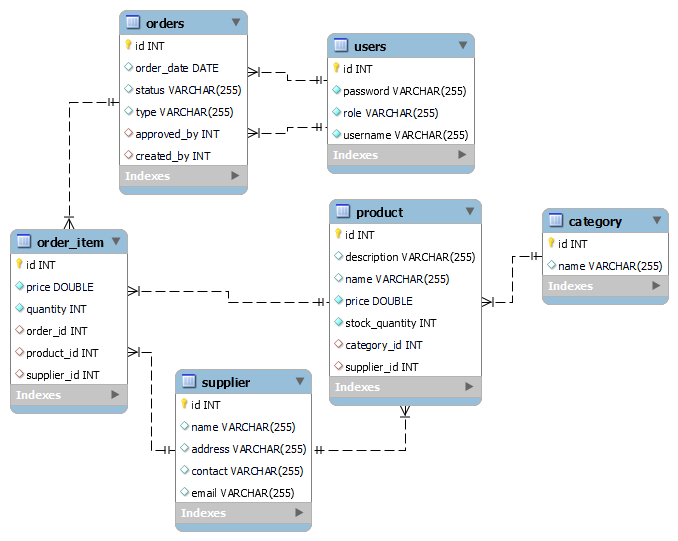 orders
id INT
order_date DATE
status VARCHAR(255)
type VARCHAR(255)
approved_by INT
created_by INT
Indexes
users
id INT
password VARCHAR(255)
role VARCHAR(255)
username VARCHAR(255)
Indexes
order_item
id INT
price DOUBLE
quantity INT
order_id INT
product_id INT
supplier_id INT
Indexes
product
id INT
description VARCHAR(255)
name VARCHAR(255)
price DOUBLE
stock_quantity INT
category_id INT
supplier_id INT
Indexes
category
id INT
name VARCHAR(255)
Indexes
supplier
id INT
name VARCHAR(255)
address VARCHAR(255)
contact VARCHAR(255)
email VARCHAR(255)
Indexes